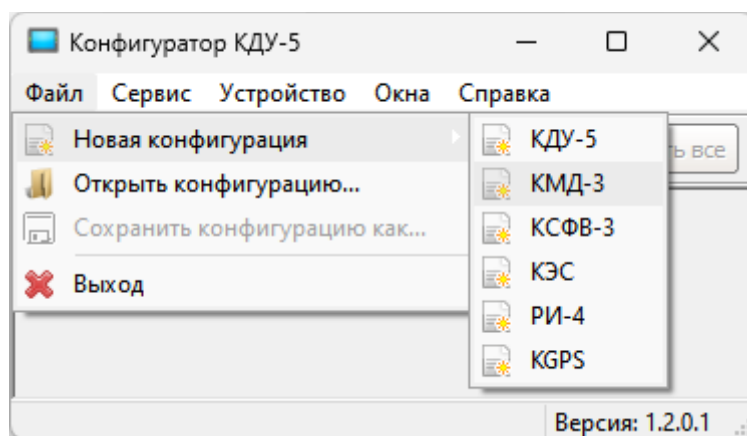 Конфигуратор КДУ-5
Файл Сервис Устройство Окна Справка
Новая конфигурация
Открыть конфигурацию...
Сохранить конфигурацию как...
Выход
КДУ-5
КМД-3
КСФВ-3
КЭС
РИ-4
KGPS
все
Версия: 1.2.0.1